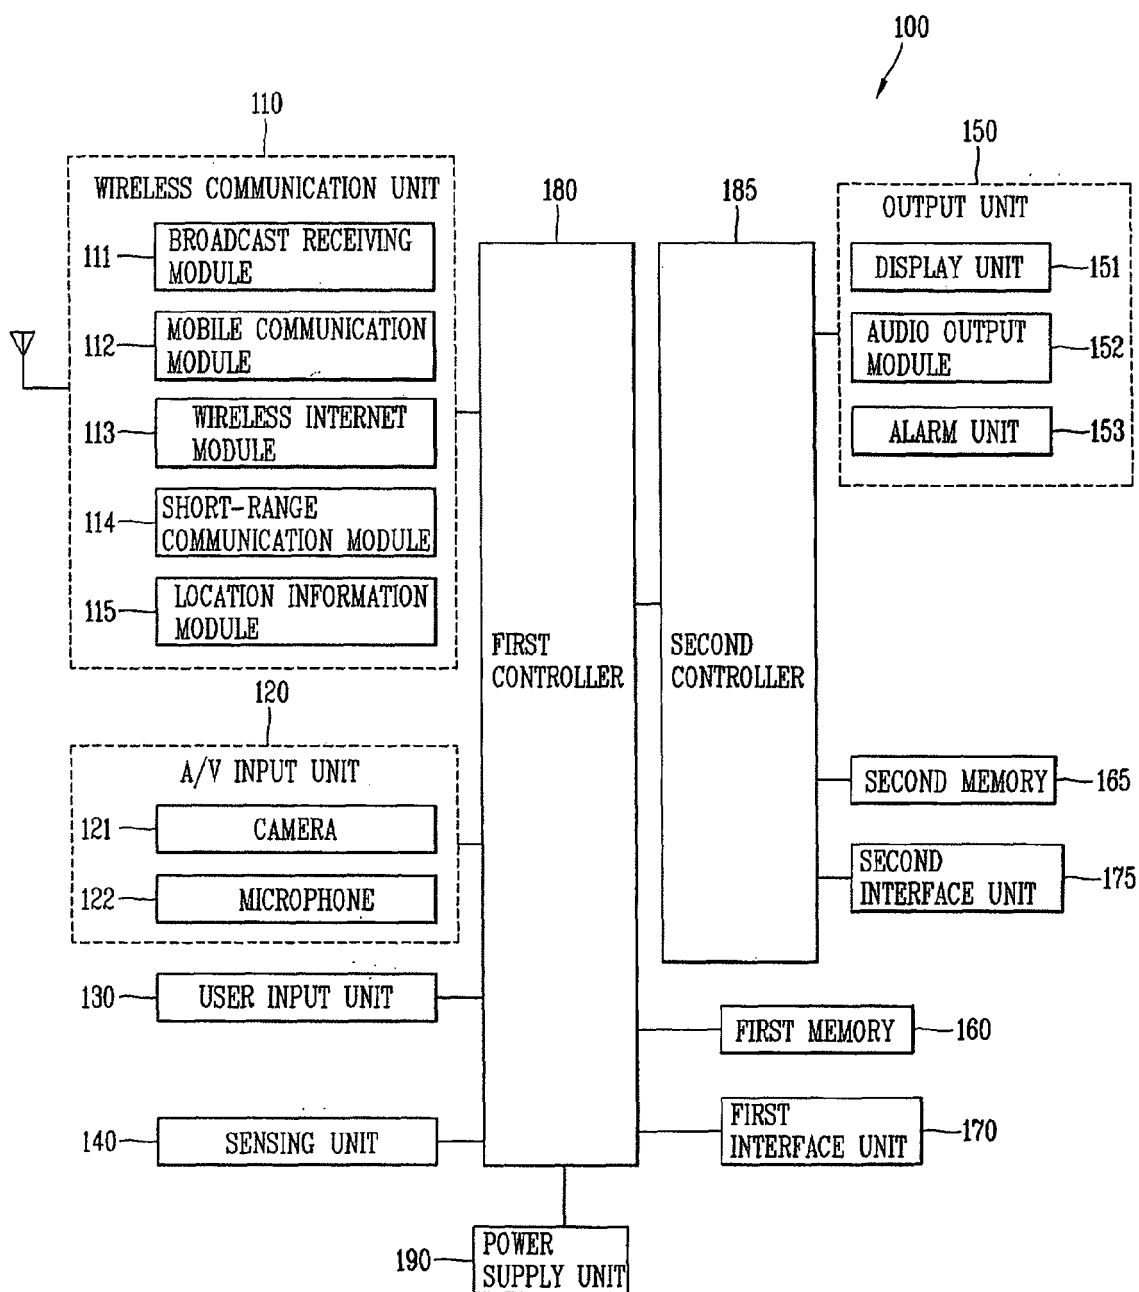 100
110
WIRELESS COMMUNICATION UNIT
111
BROADCAST RECEIVING
MODULE
112
MOBILE COMMUNICATION
MODULE
113
WIRELESS INTERNET
MODULE
114
SHORT-RANGE
COMMUNICATION MODULE
115
LOCATION INFORMATION
MODULE
120
A/V INPUT UNIT
121
CAMERA
122
MICROPHONE
130
USER INPUT UNIT
140
SENSING UNIT
180
FIRST
CONTROLLER
185
SECOND
CONTROLLER
150
OUTPUT UNIT
DISPLAY UNIT
151
AUDIO OUTPUT
MODULE
152
ALARM UNIT
153
SECOND MEMORY
165
SECOND
INTERFACE UNIT
175
FIRST MEMORY
160
FIRST
INTERFACE UNIT
170
190
POWER
SUPPLY UNIT